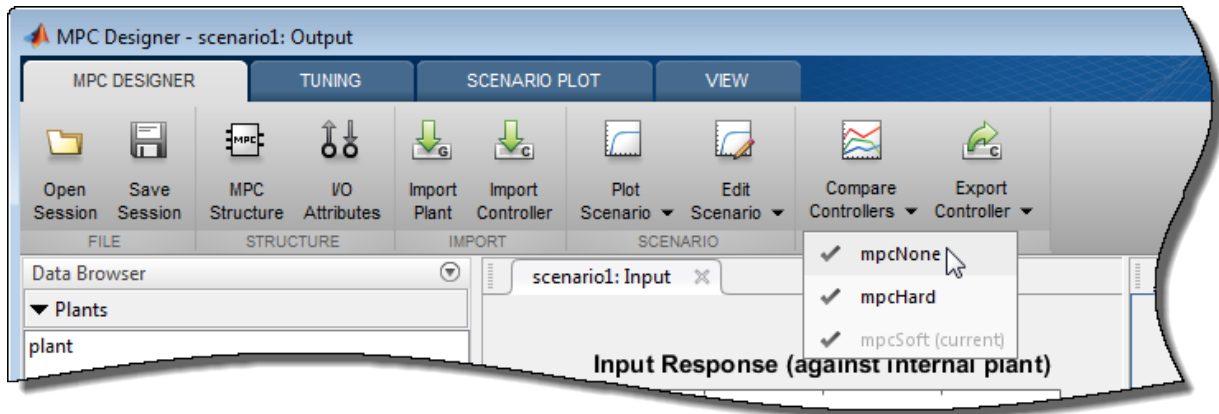 MPC Designer - scenario1: Output
MPC DESIGNER TUNING SCENARIO PLOT VIEW
MPC G C C
Open Session Save Session MPC Structure I/O Attributes Import Plant Import Controller Plot Scenario Edit Scenario Compare Controllers Export Controller
FILE STRUCTURE IMPORT SCENARIO
Data Browser
scenario1: Input
Plants
plant
mpcNone
mpcHard
mpcSoft (current)
Input Response (against internal plant)